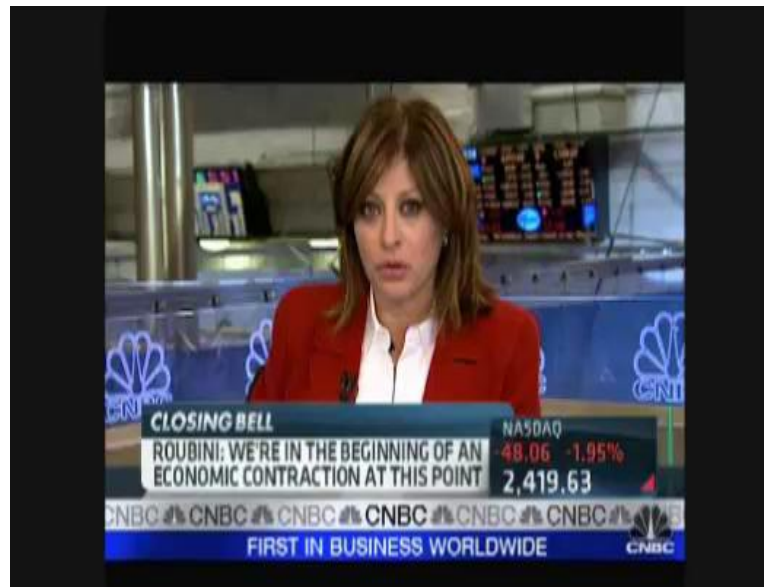 CNBC
CNBC
CLOSING BELL
ROUBINI: WE'RE IN THE BEGINNING OF AN
ECONOMIC CONTRACTION AT THIS POINT
NASDAQ
-48.06 -1.95%
2,419.63
CNBC CNBC CNBC CNBC CNBC CNBC
FIRST IN BUSINESS WORLDWIDE
CNBC